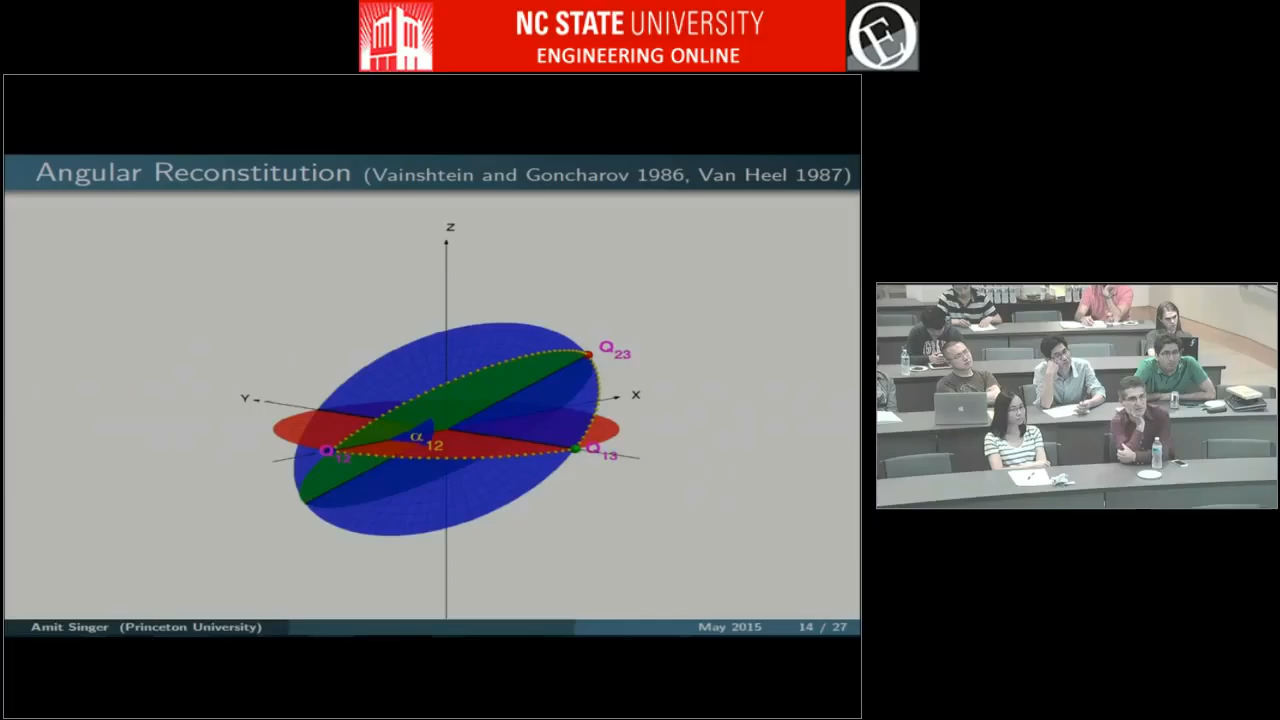 NC STATE UNIVERSITY
ENGINEERING ONLINE
Angular Reconstitution (Vainshtein and Goncharov 1986, Van Heel 1987)
Z
Q23
Y
X
α12
Q12
Q13
Amit Singer (Princeton University)
May 2015 14 / 27